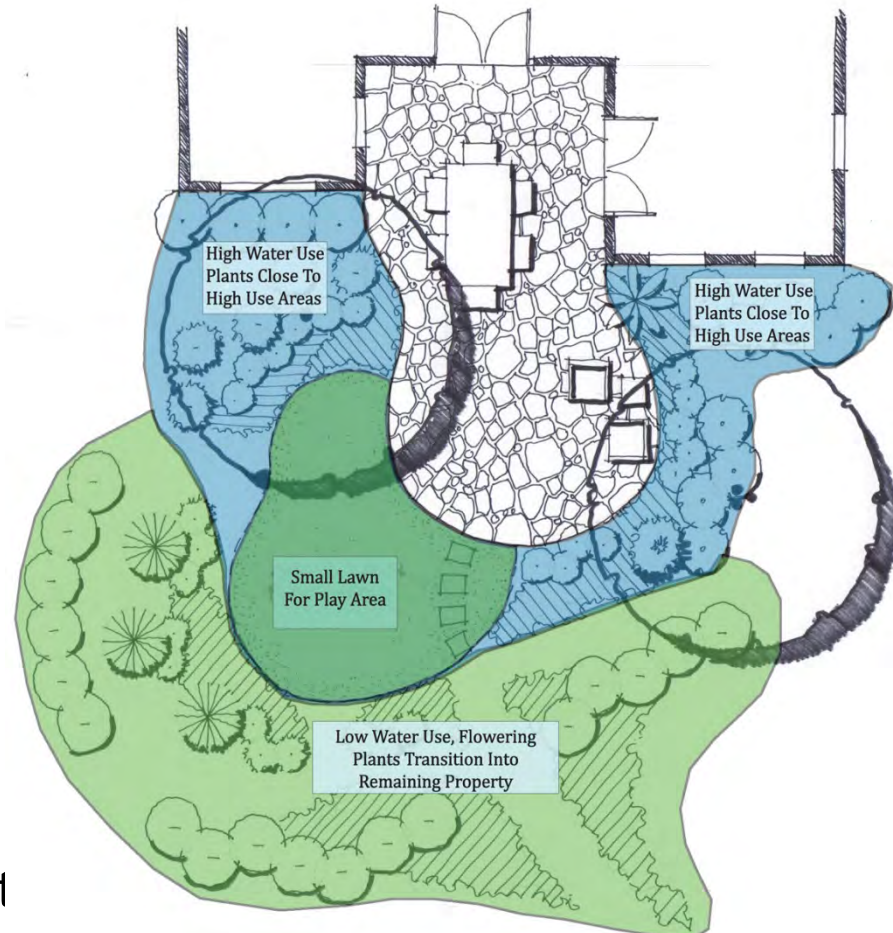 High Water Use
Plants Close To
High Use Areas
High Water Use
Plants Close To
High Use Areas
Small Lawn
For Play Area
Low Water Use, Flowering
Plants Transition Into
Remaining Property